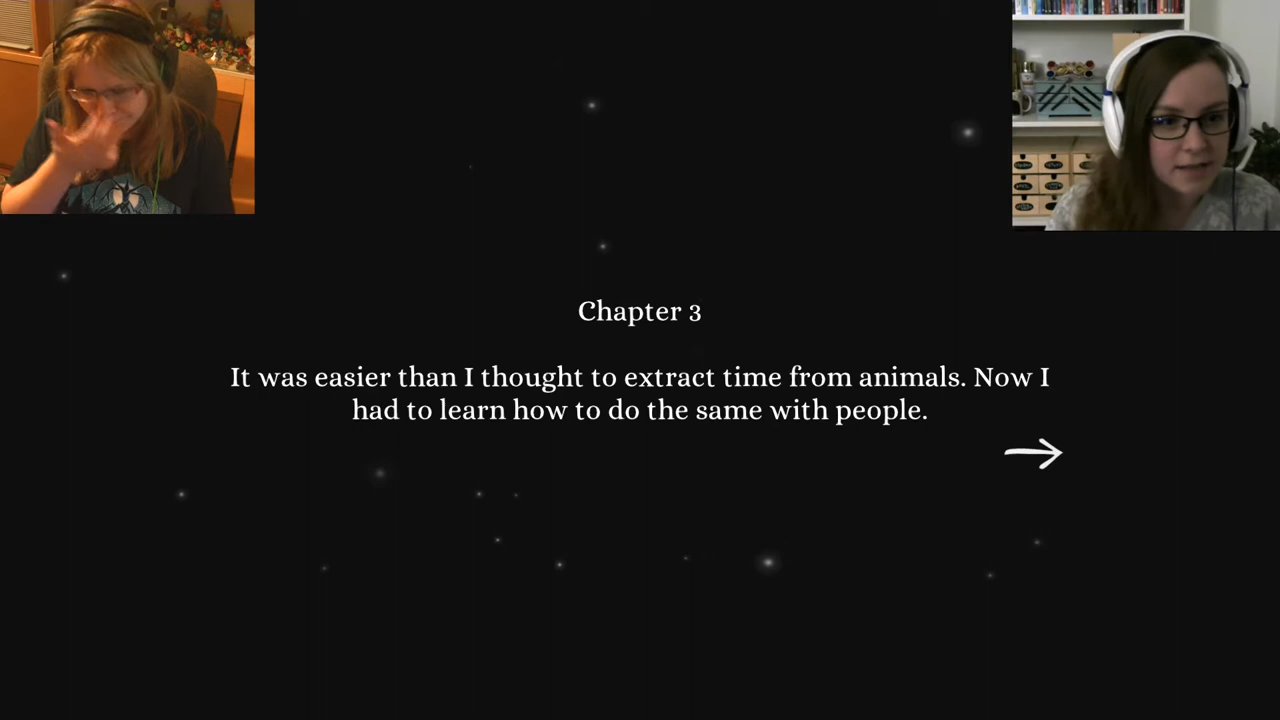 Chapter 3
It was easier than I thought to extract time from animals. Now I
had to learn how to do the same with people.